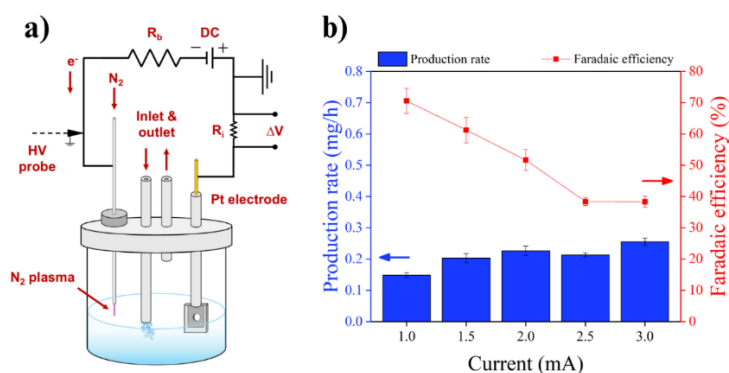 a)
R_b
DC
− +
e⁻
N₂
Inlet &
outlet
R_i
ΔV
HV
probe
Pt electrode
N₂ plasma
b)
Production rate
Faradaic efficiency
Production rate (mg/h)
0.8
0.7
0.6
0.5
0.4
0.3
0.2
0.1
0.0
80
70
60
50
40
30
20
10
0
Faradaic efficiency (%)
1.0 1.5 2.0 2.5 3.0
Current (mA)